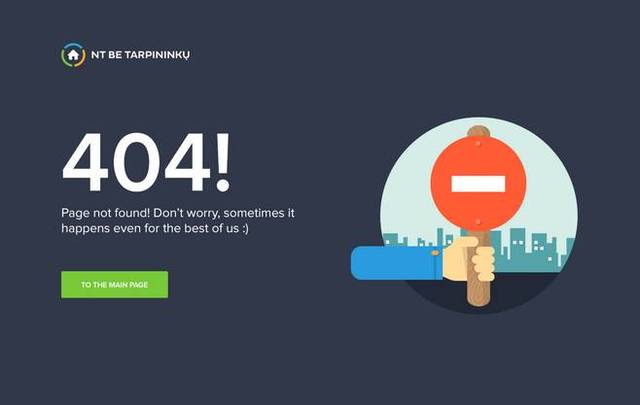 NT BE TARPININKŲ
404!
Page not found! Don't worry, sometimes it
happens even for the best of us :)
TO THE MAIN PAGE